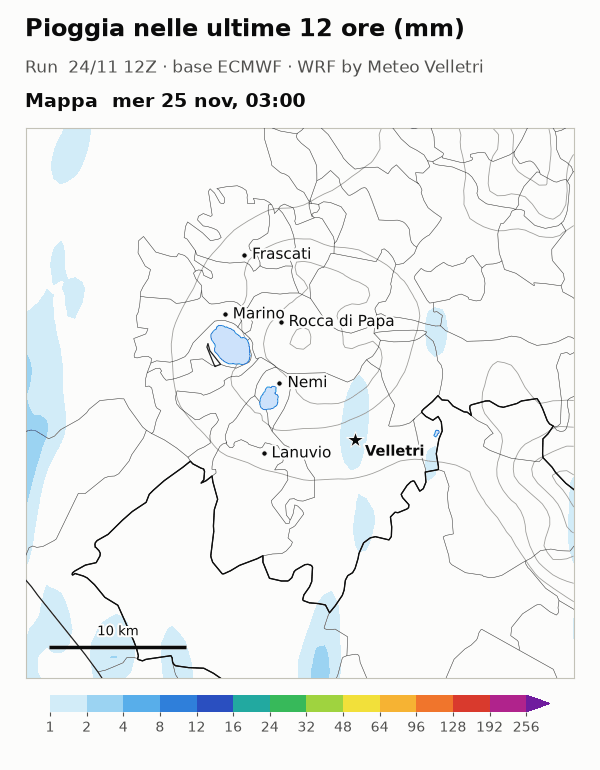 Pioggia nelle ultime 12 ore (mm)
Run  24/11 12Z · base ECMWF · WRF by Meteo Velletri
Mappa  mer 25 nov, 03:00
Frascati
Marino
Rocca di Papa
Nemi
Velletri
Lanuvio
10 km
1 2 4 8 12 16 24 32 48 64 96 128 192 256